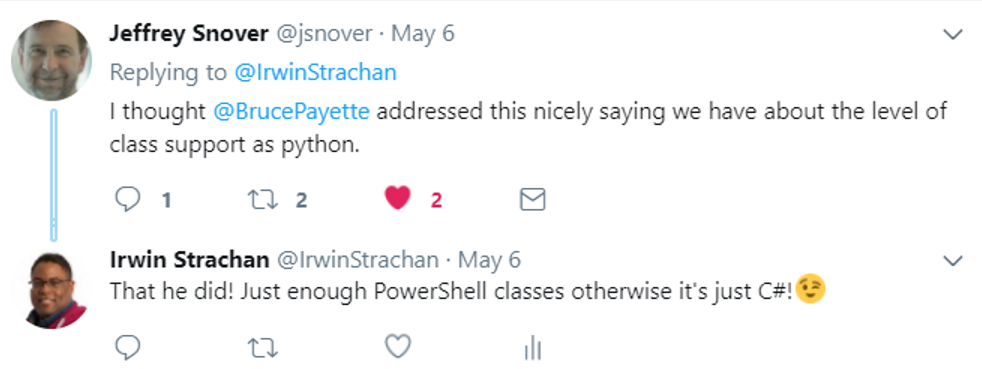 Jeffrey Snover @jsnover · May 6
Replying to @IrwinStrachan
I thought @BrucePayette addressed this nicely saying we have about the level of
class support as python.
1 2 2
Irwin Strachan @IrwinStrachan · May 6
That he did! Just enough PowerShell classes otherwise it's just C#!😉